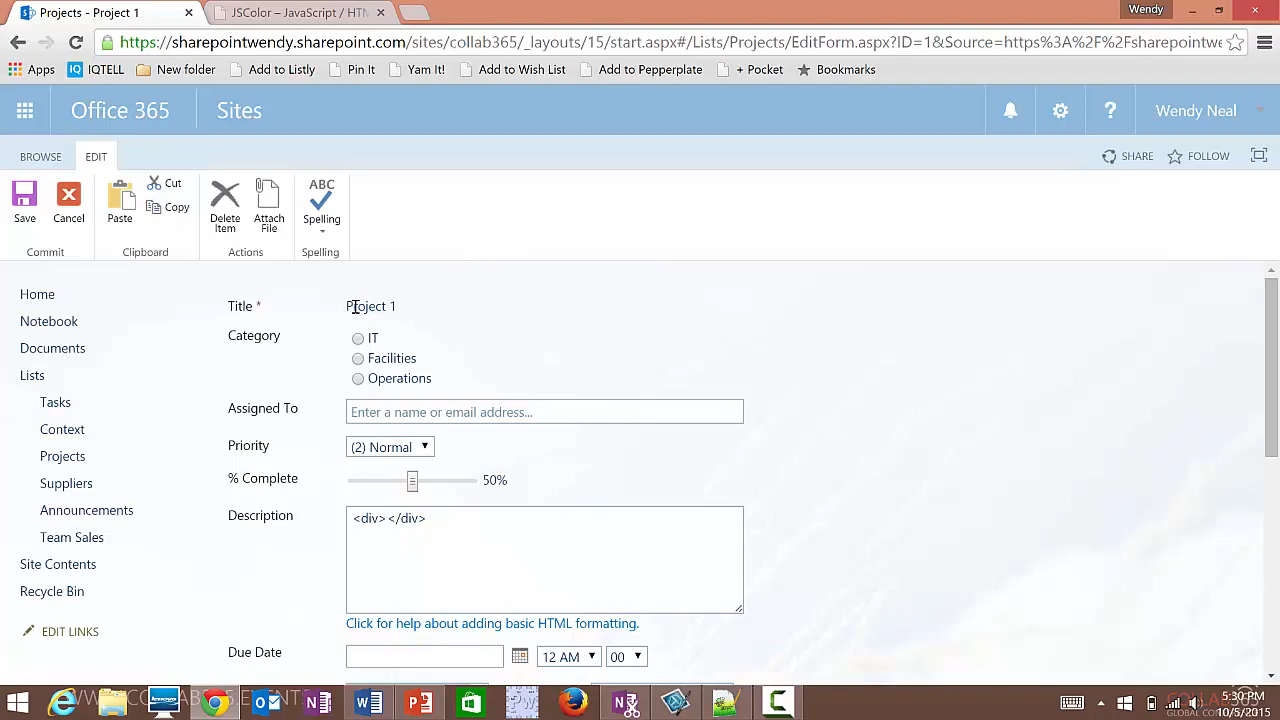 Wendy
Projects - Project 1
JSColor – JavaScript / HTM
https://sharepointwendy.sharepoint.com/sites/collab365/_layouts/15/start.aspx#/Lists/Projects/EditForm.aspx?ID=1&Source=https%3A%2F%2Fsharepointwe
Apps IQTELL New folder Add to Listly Pin It Yam It! Add to Wish List Add to Pepperplate + Pocket Bookmarks
Office 365 Sites Wendy Neal
BROWSE EDIT SHARE FOLLOW
Save Cancel Paste Cut Copy Delete Item Attach File ABC Spelling
Commit Clipboard Actions Spelling
Home
Notebook
Documents
Lists
Tasks
Context
Projects
Suppliers
Announcements
Team Sales
Site Contents
Recycle Bin
EDIT LINKS
Title * Project 1
Category
IT
Facilities
Operations
Assigned To Enter a name or email address...
Priority (2) Normal
% Complete 50%
Description <div></div>
Click for help about adding basic HTML formatting.
Due Date 12 AM 00
5:30 PM
10/5/2015